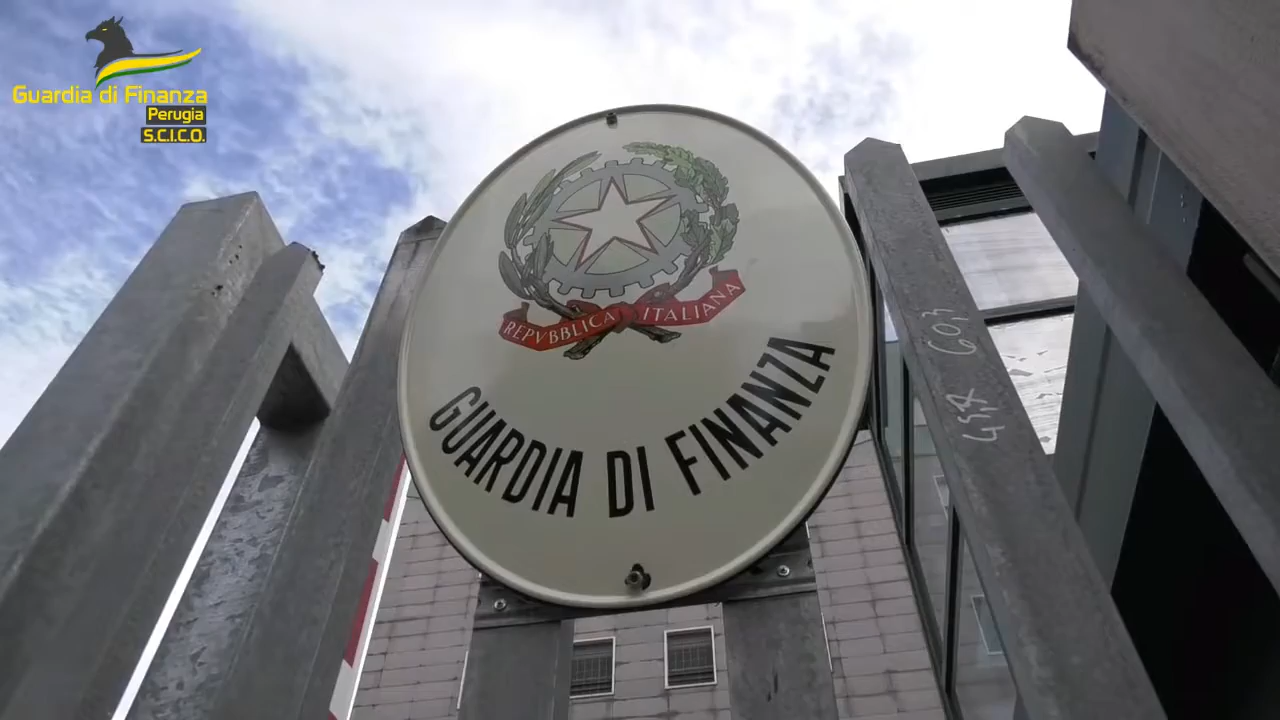 Guardia di Finanza
Perugia
S.C.I.C.O.
REPVBBLICA ITALIANA
GUARDIA DI FINANZA